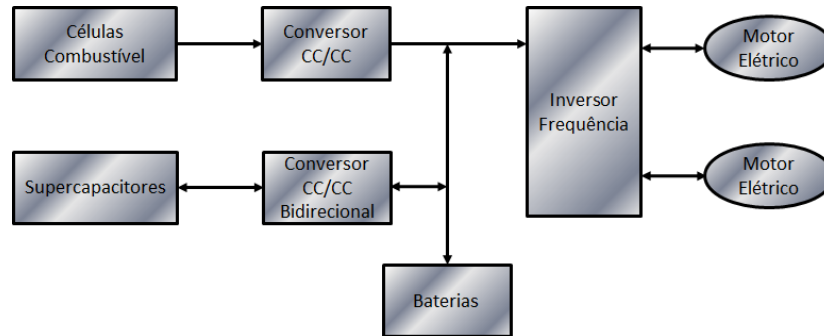 Células
Combustível
Conversor
CC/CC
Inversor
Frequência
Motor
Elétrico
Supercapacitores
Conversor
CC/CC
Bidirecional
Motor
Elétrico
Baterias